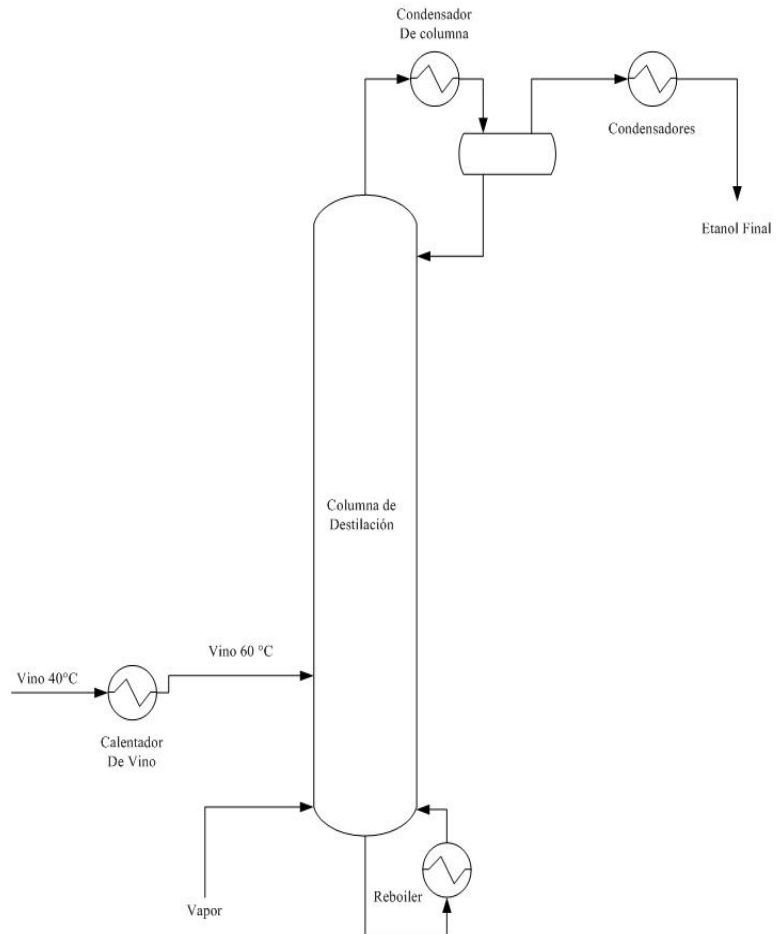 Condensador
De columna
Condensadores
Etanol Final
Columna de
Destilación
Vino 60 °C
Vino 40°C
Calentador
De Vino
Reboiler
Vapor